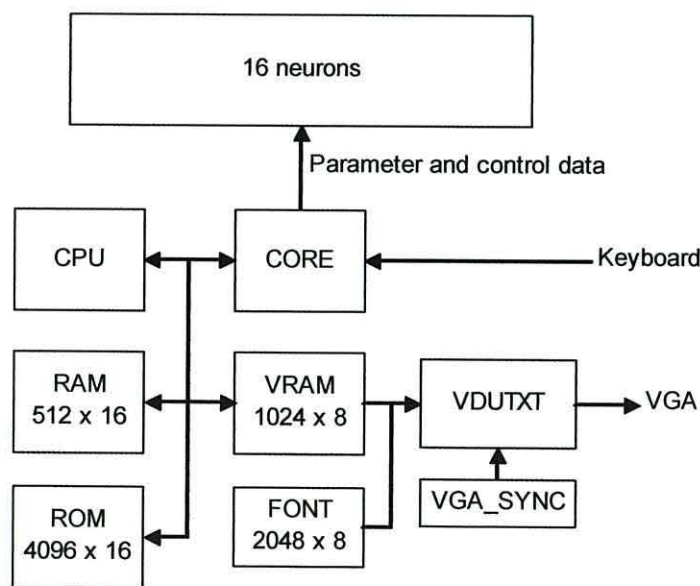 16 neurons
Parameter and control data
CPU
CORE
Keyboard
RAM
512 x 16
VRAM
1024 x 8
VDUTXT
VGA
ROM
4096 x 16
FONT
2048 x 8
VGA_SYNC